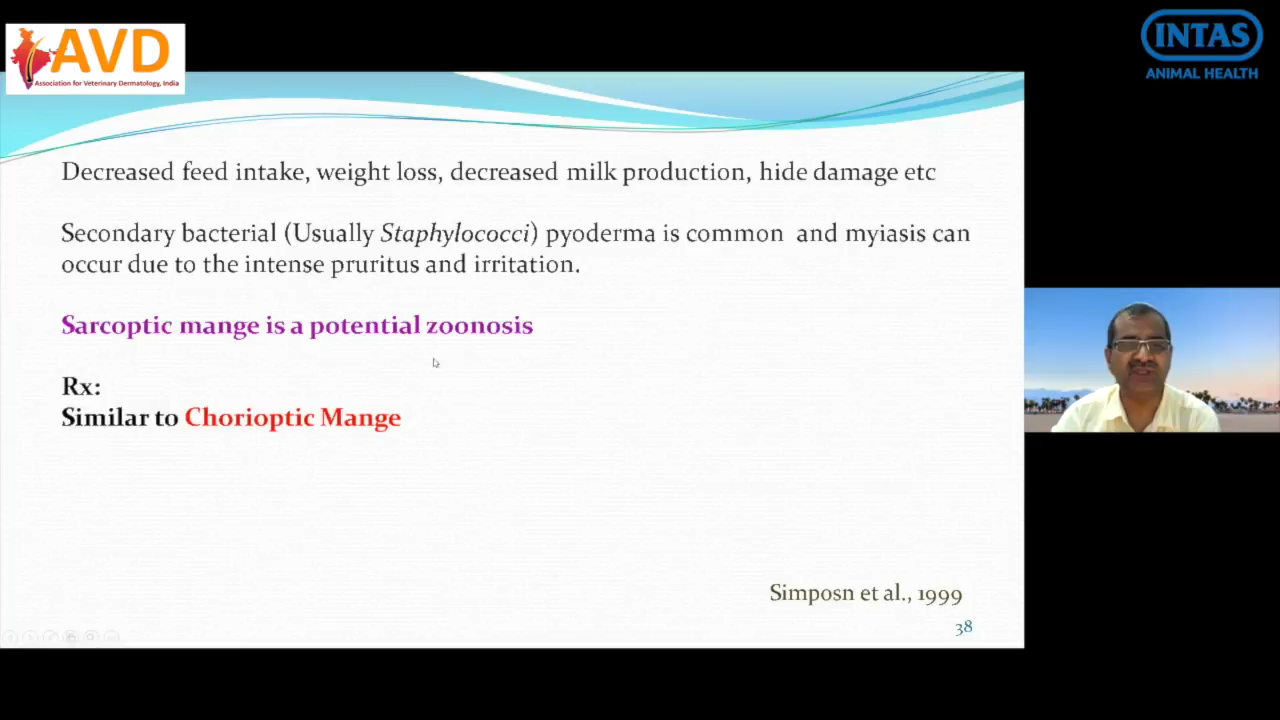 AVD
Association for Veterinary Dermatology, India
INTAS
ANIMAL HEALTH
Decreased feed intake, weight loss, decreased milk production, hide damage etc
Secondary bacterial (Usually Staphylococci) pyoderma is common and myiasis can
occur due to the intense pruritus and irritation.
Sarcoptic mange is a potential zoonosis
Rx:
Similar to Chorioptic Mange
Simposn et al., 1999
38